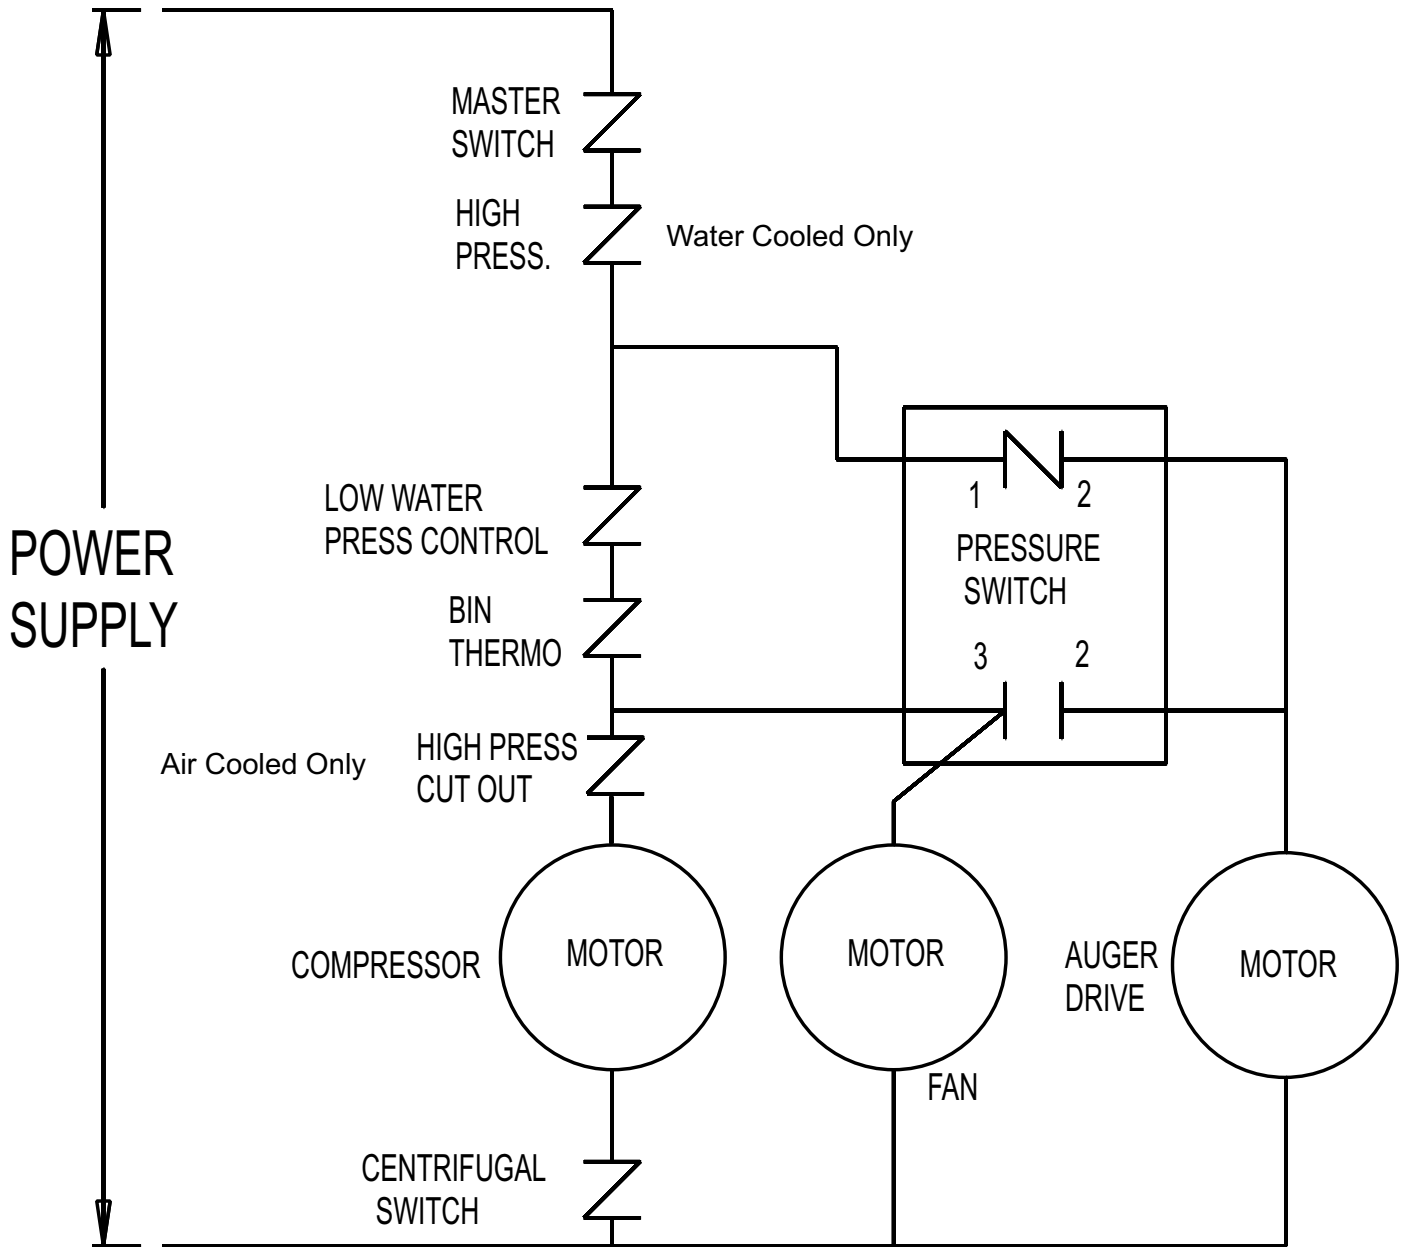 MASTER
SWITCH
HIGH
PRESS.
Water Cooled Only
LOW WATER
PRESS CONTROL
1
2
PRESSURE
SWITCH
POWER
SUPPLY
BIN
THERMO
3
2
HIGH PRESS
CUT OUT
Air Cooled Only
COMPRESSOR
MOTOR
MOTOR
FAN
AUGER
DRIVE
MOTOR
CENTRIFUGAL
SWITCH